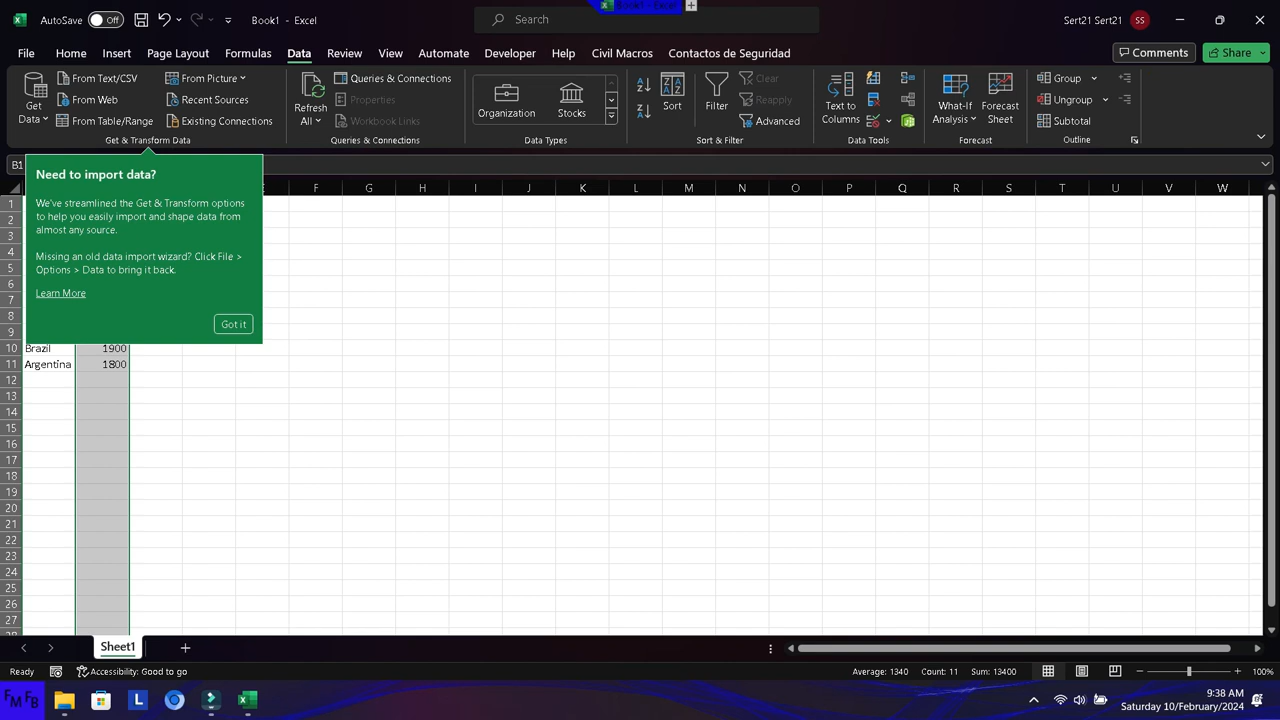 Book1 - Excel
AutoSave Off Book1 - Excel Search Sert21 Sert21 SS
File Home Insert Page Layout Formulas Data Review View Automate Developer Help Civil Macros Contactos de Seguridad Comments Share
Get Data
From Text/CSV
From Web
From Table/Range
From Picture
Recent Sources
Existing Connections
Get & Transform Data
Refresh All
Queries & Connections
Properties
Workbook Links
Queries & Connections
Organization
Stocks
Data Types
Sort
Filter
Clear
Reapply
Advanced
Sort & Filter
Text to Columns
Data Tools
What-If Analysis
Forecast Sheet
Forecast
Group
Ungroup
Subtotal
Outline
B1
Need to import data?
We've streamlined the Get & Transform options
to help you easily import and shape data from
almost any source.
Missing an old data import wizard? Click File >
Options > Data to bring it back.
Learn More
Got it
F G H I J K L M N O P Q R S T U V W
1
2
3
4
5
6
7
8
9
10 Brazil 1900
11 Argentina 1800
12
13
14
15
16
17
18
19
20
21
22
23
24
25
26
27
Sheet1
Ready Accessibility: Good to go Average: 1340 Count: 11 Sum: 13400 100%
FM FB L
9:38 AM
Saturday 10/February/2024